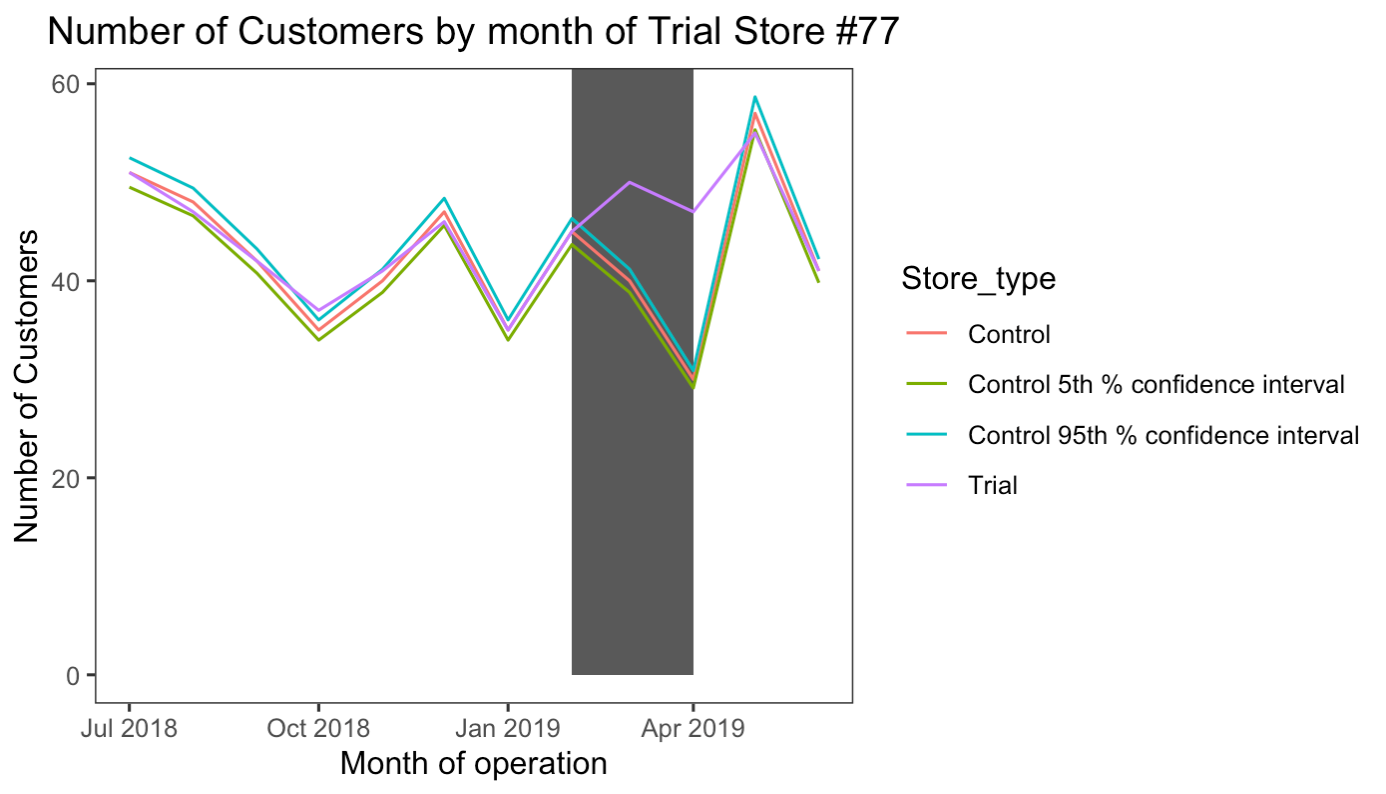 Number of Customers by month of Trial Store #77
Number of Customers
60
40
20
0
Jul 2018 Oct 2018 Jan 2019 Apr 2019
Month of operation
Store_type
Control
Control 5th % confidence interval
Control 95th % confidence interval
Trial